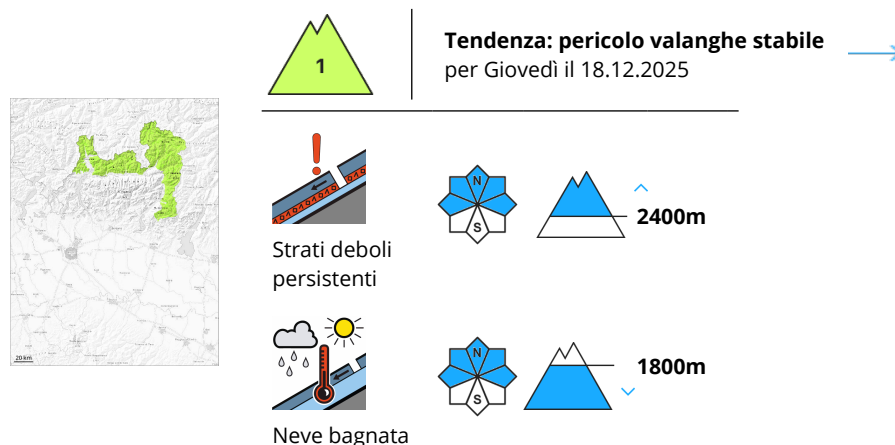 1
Tendenza: pericolo valanghe stabile
per Giovedì il 18.12.2025
N
S
2400m
Strati deboli
persistenti
N
S
1800m
Neve bagnata
20 km